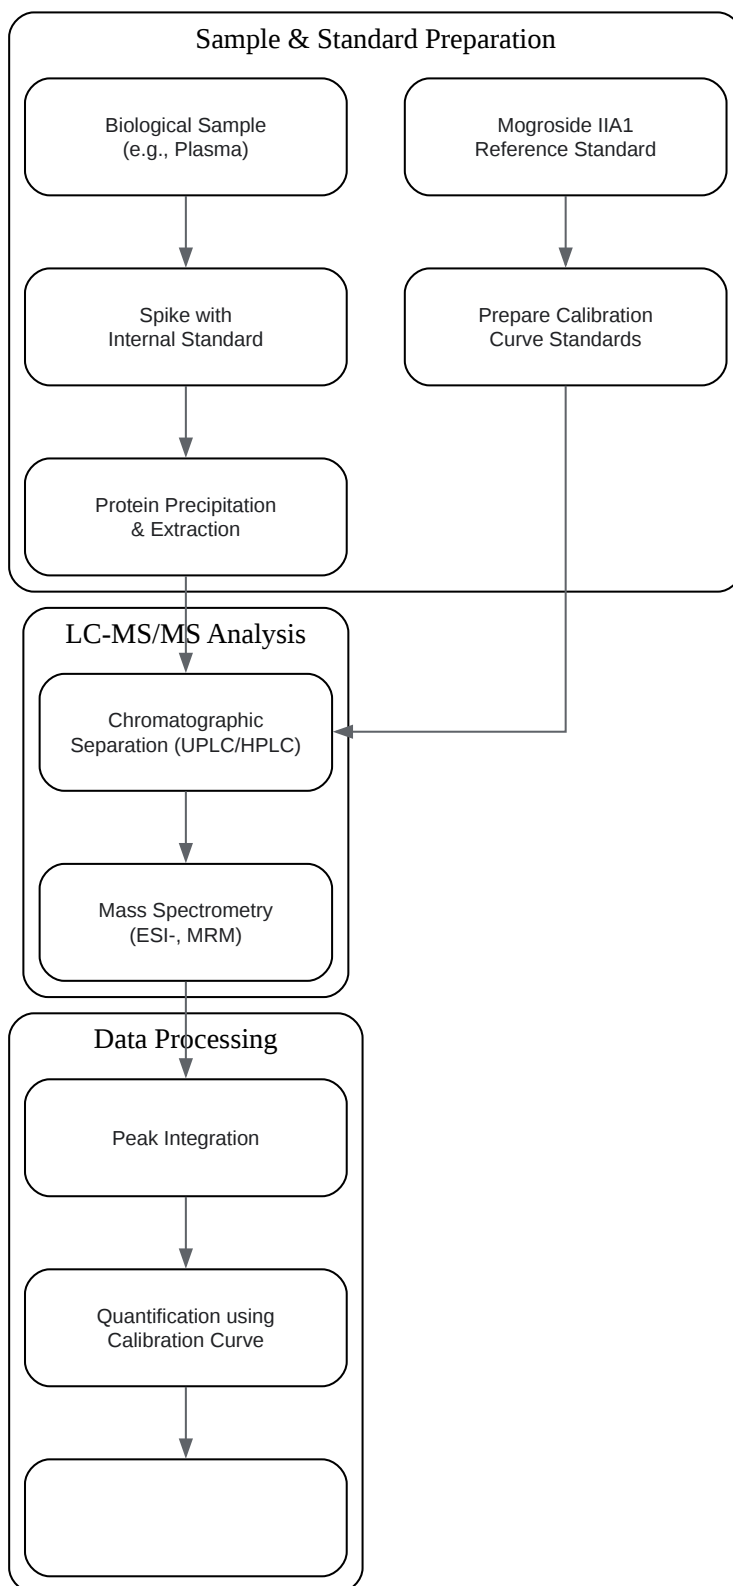 Sample & Standard Preparation
Biological Sample
(e.g., Plasma)
Mogroside IIA1
Reference Standard
Spike with
Internal Standard
Prepare Calibration
Curve Standards
Protein Precipitation
& Extraction
LC-MS/MS Analysis
Chromatographic
Separation (UPLC/HPLC)
Mass Spectrometry
(ESI-, MRM)
Data Processing
Peak Integration
Quantification using
Calibration Curve